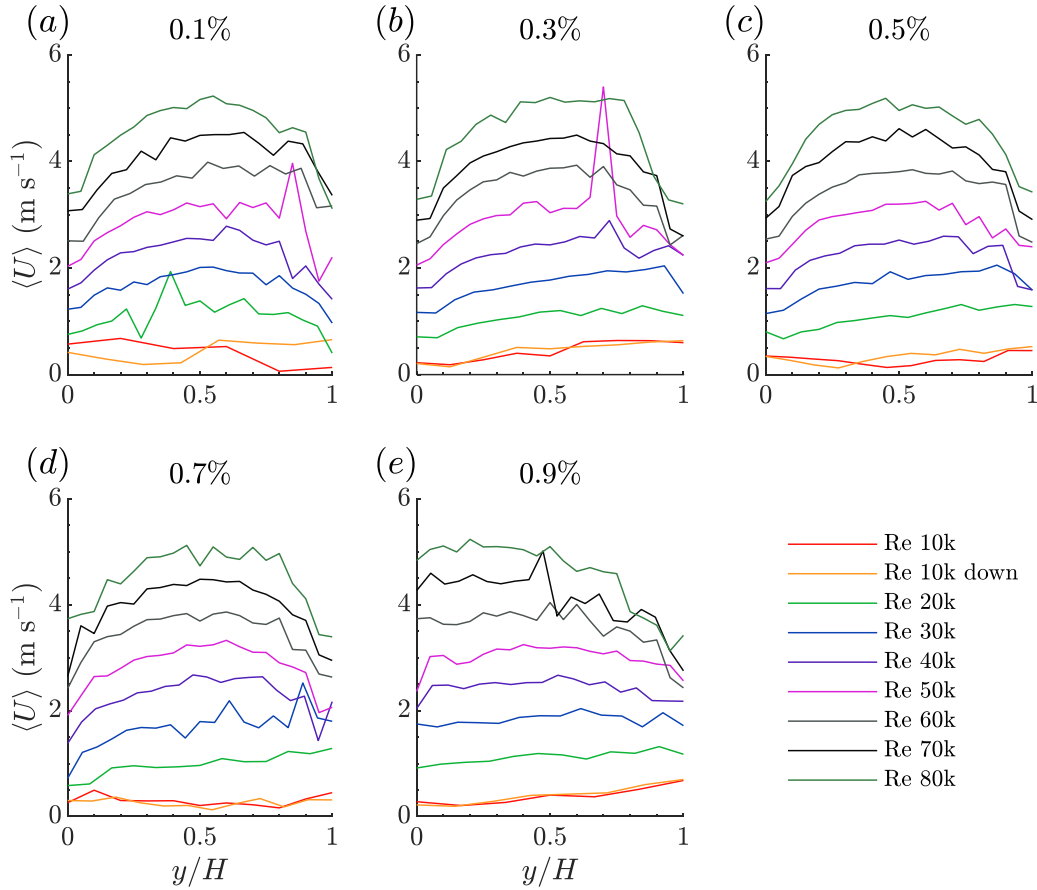 (a) 0.1% (b) 0.3% (c) 0.5%
6 6 6
4 4 4
2 2 2
0 0 0
⟨U⟩ (m s⁻¹)
0 0.5 1 0 0.5 1 0 0.5 1
(d) 0.7% (e) 0.9%
6 6
4 4
2 2
0 0
⟨U⟩ (m s⁻¹)
0 0.5 1 0 0.5 1
y/H y/H
Re 10k
Re 10k down
Re 20k
Re 30k
Re 40k
Re 50k
Re 60k
Re 70k
Re 80k